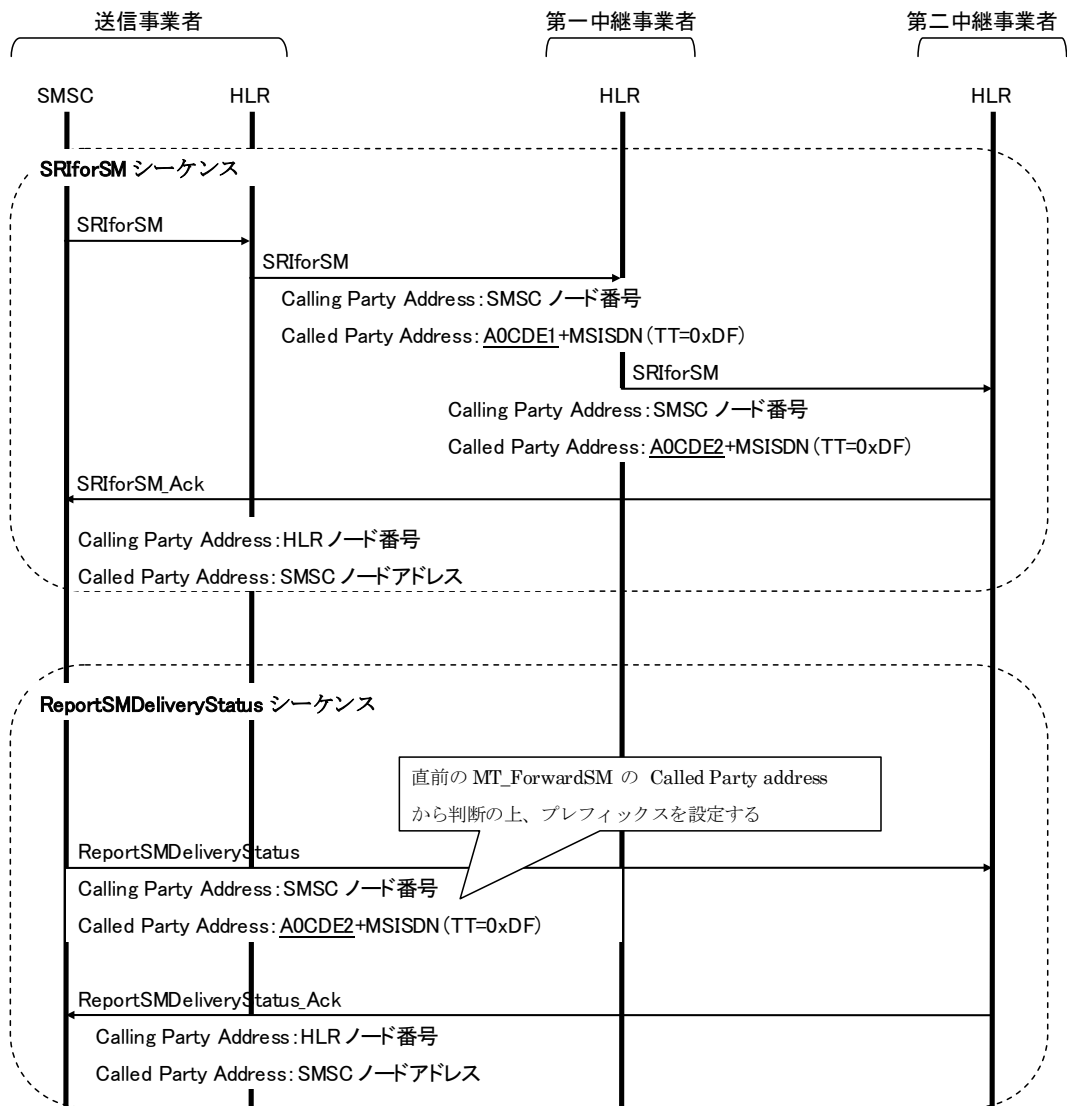 送信事業者
第一中継事業者
第二中継事業者
SMSC
HLR
HLR
HLR
SRIforSM シーケンス
SRIforSM
SRIforSM
Calling Party Address:SMSC ノード番号
Called Party Address:A0CDE1+MSISDN(TT=0xDF)
SRIforSM
Calling Party Address:SMSC ノード番号
Called Party Address:A0CDE2+MSISDN(TT=0xDF)
SRIforSM_Ack
Calling Party Address:HLR ノード番号
Called Party Address:SMSC ノードアドレス
ReportSMDeliveryStatus シーケンス
直前の MT_ForwardSM の Called Party address
から判断の上、プレフィックスを設定する
ReportSMDeliveryStatus
Calling Party Address:SMSC ノード番号
Called Party Address:A0CDE2+MSISDN(TT=0xDF)
ReportSMDeliveryStatus_Ack
Calling Party Address:HLR ノード番号
Called Party Address:SMSC ノードアドレス